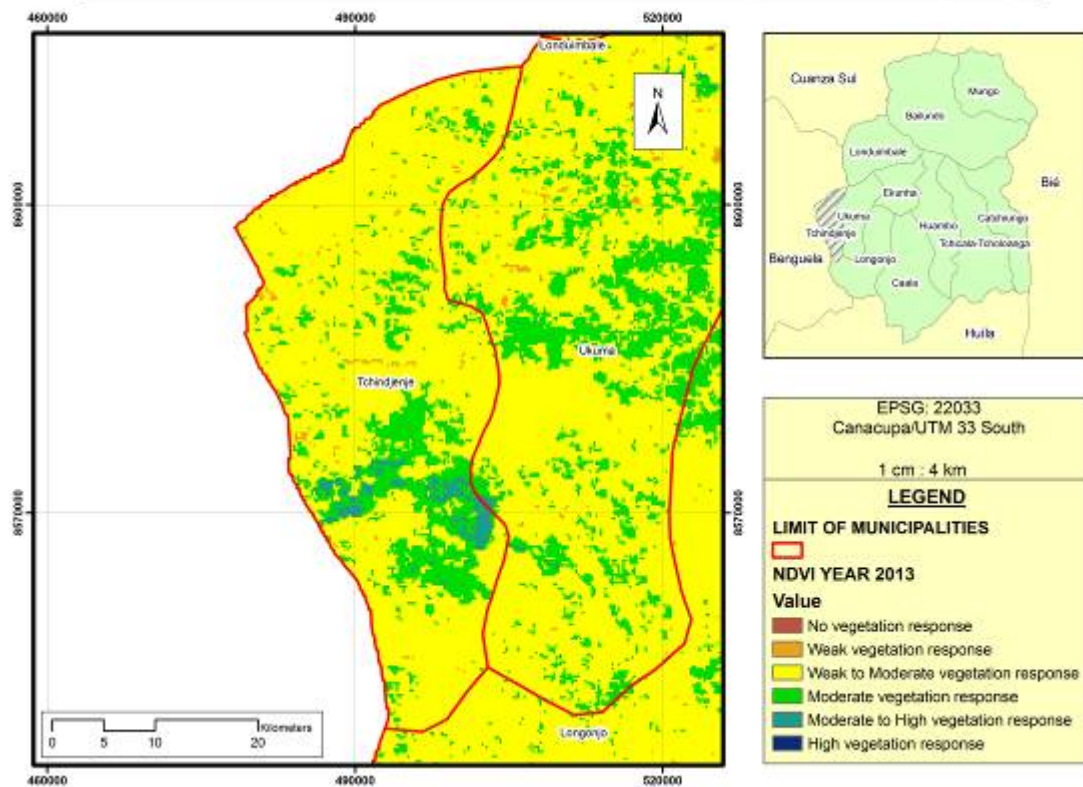 460000 490000 520000
Londuimbale
N
8600000 8600000
Ukuma
Tchindjenje
8570000 8570000
Longonjo
Kilometers
0 5 10 20
460000 490000 520000
Cuanza Sul
Mungo
Bailundo
Londuimbale
Bié
Ekunha
Ukuma
Catchiungo
Huambo
Tchindjenje
Tchicala-Tcholoanga
Benguela
Longonjo
Caala
Huila
EPSG: 22033
Canacupa/UTM 33 South
1 cm : 4 km
LEGEND
LIMIT OF MUNICIPALITIES
NDVI YEAR 2013
Value
No vegetation response
Weak vegetation response
Weak to Moderate vegetation response
Moderate vegetation response
Moderate to High vegetation response
High vegetation response